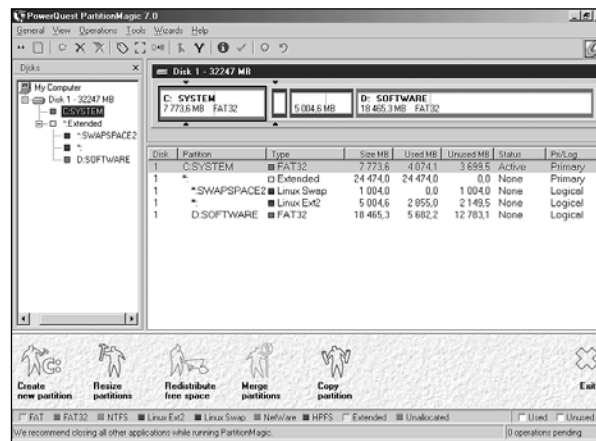 PowerQuest PartitionMagic 7.0
General View Operations Tools Wizards Help
Disks
My Computer
Disk 1 - 32247 MB
C:SYSTEM
*:Extended
*:SWAPSPACE2
*:
D:SOFTWARE
Disk 1 - 32247 MB
C: SYSTEM
7 773,6 MB FAT32
5 004,6 MB
D: SOFTWARE
18 465,3 MB FAT32
Disk Partition Type Size MB Used MB Unused MB Status Pri/Log
1 C:SYSTEM FAT32 7 773,6 4 074,1 3 699,5 Active Primary
1 *: Extended 24 474,0 24 474,0 0,0 None Primary
1 *:SWAPSPACE2 Linux Swap 1 004,0 0,0 1 004,0 None Logical
1 *: Linux Ext2 5 004,6 2 855,0 2 149,5 None Logical
1 D:SOFTWARE FAT32 18 465,3 5 682,2 12 783,1 None Logical
Create new partition
Resize partitions
Redistribute free space
Merge partitions
Copy partition
Exit
FAT FAT32 NTFS Linux Ext2 Linux Swap NetWare HPFS Extended Unallocated Used Unused
We recommend closing all other applications while running PartitionMagic.
0 operations pending